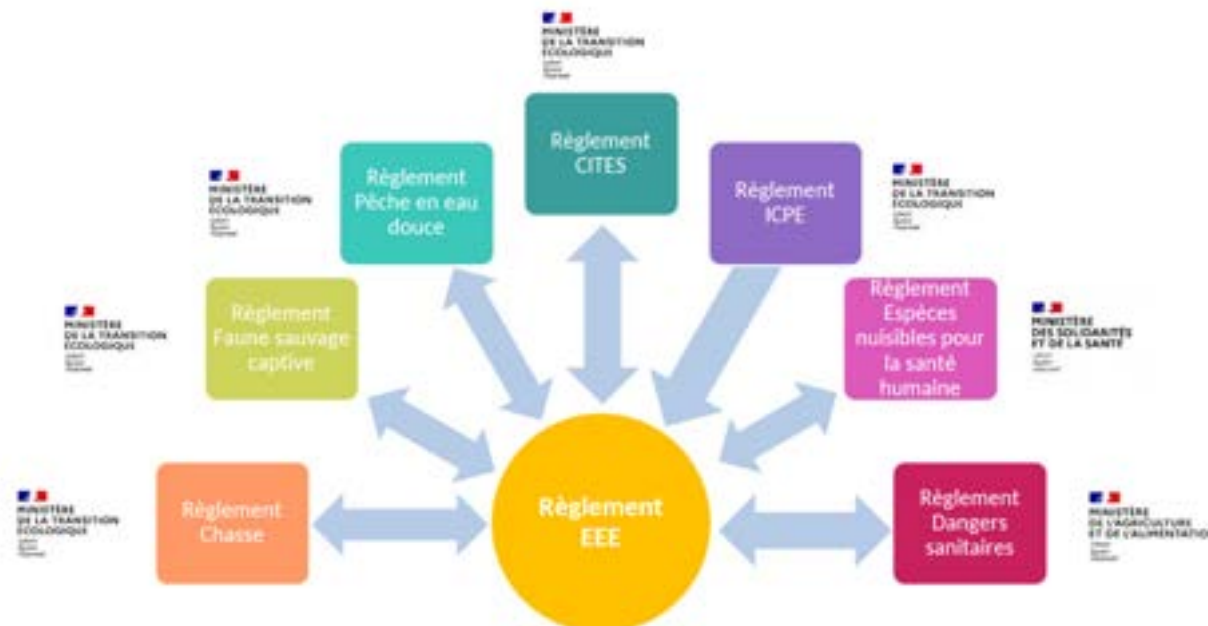 MINISTÈRE
DE LA TRANSITION
ÉCOLOGIQUE
Règlement
CITES
MINISTÈRE
DE LA TRANSITION
ÉCOLOGIQUE
Règlement
Pêche en eau
douce
Règlement
ICPE
MINISTÈRE
DE LA TRANSITION
ÉCOLOGIQUE
MINISTÈRE
DE LA TRANSITION
ÉCOLOGIQUE
Règlement
Faune sauvage
captive
Règlement
Espèces
nuisibles pour
la santé
humaine
MINISTÈRE
DES SOLIDARITÉS
ET DE LA SANTÉ
MINISTÈRE
DE LA TRANSITION
ÉCOLOGIQUE
Règlement
Chasse
Règlement
EEE
Règlement
Dangers
sanitaires
MINISTÈRE
DE L'AGRICULTURE
ET DE L'ALIMENTATIO